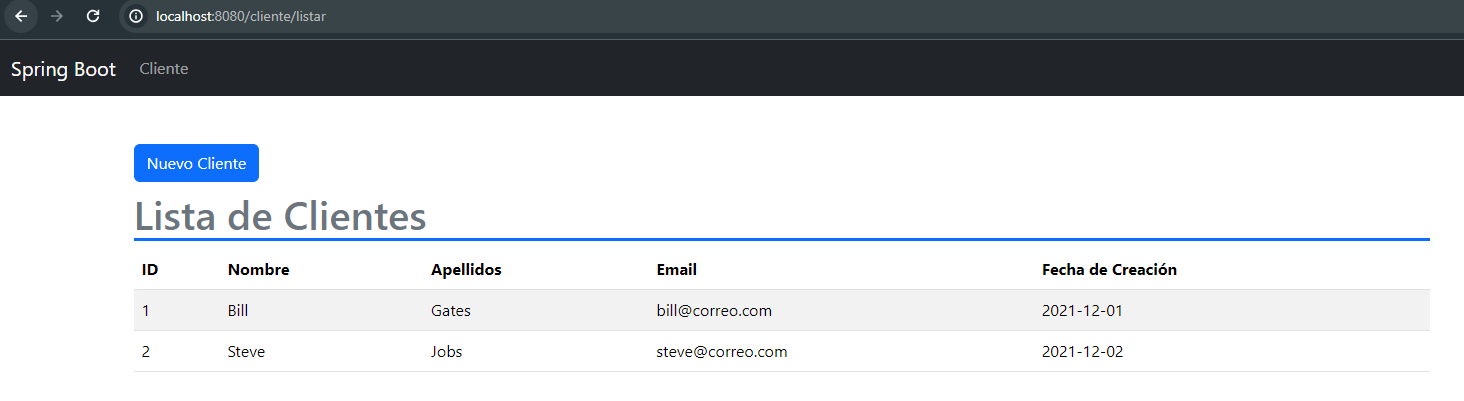 localhost:8080/cliente/listar
Spring Boot Cliente
Nuevo Cliente
Lista de Clientes
ID Nombre Apellidos Email Fecha de Creación
1 Bill Gates bill@correo.com 2021-12-01
2 Steve Jobs steve@correo.com 2021-12-02